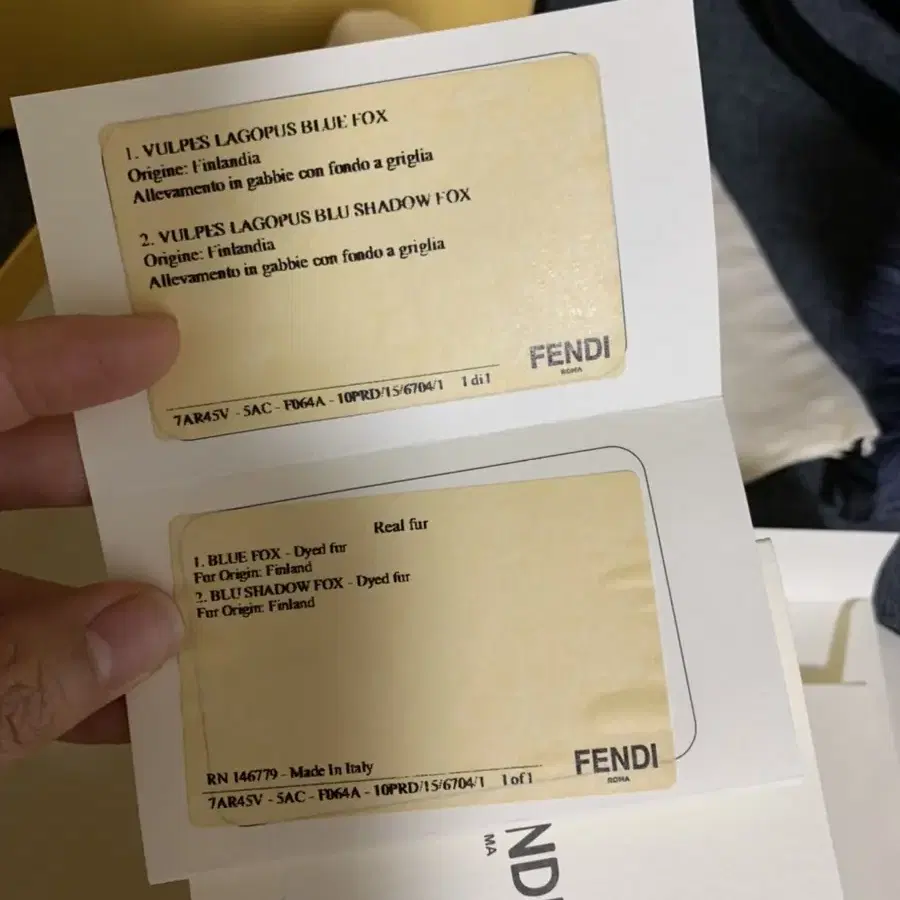 1. VULPES LAGOPUS BLUE FOX
Origine: Finlandia
Allevamento in gabbie con fondo a griglia
2. VULPES LAGOPUS BLU SHADOW FOX
Origine: Finlandia
Allevamento in gabbie con fondo a griglia
FENDI
ROMA
7AR45V - 5AC - F064A - 10PRD/15/6704/1 1 di 1
Real fur
1. BLUE FOX - Dyed fur
Fur Origin: Finland
2. BLU SHADOW FOX - Dyed fur
Fur Origin: Finland
RN 146779 - Made In Italy
FENDI
ROMA
7AR45V - 5AC - F064A - 10PRD/15/6704/1 1 of 1
ND
MA